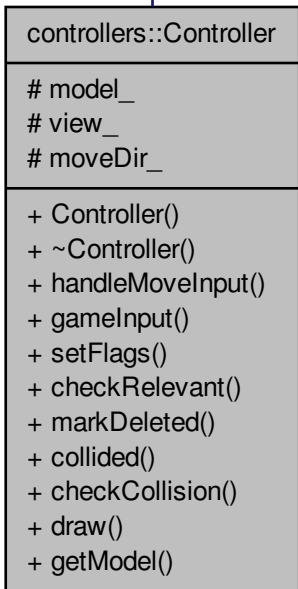 controllers::Controller
# model_
# view_
# moveDir_
+ Controller()
+ ~Controller()
+ handleMoveInput()
+ gameInput()
+ setFlags()
+ checkRelevant()
+ markDeleted()
+ collided()
+ checkCollision()
+ draw()
+ getModel()